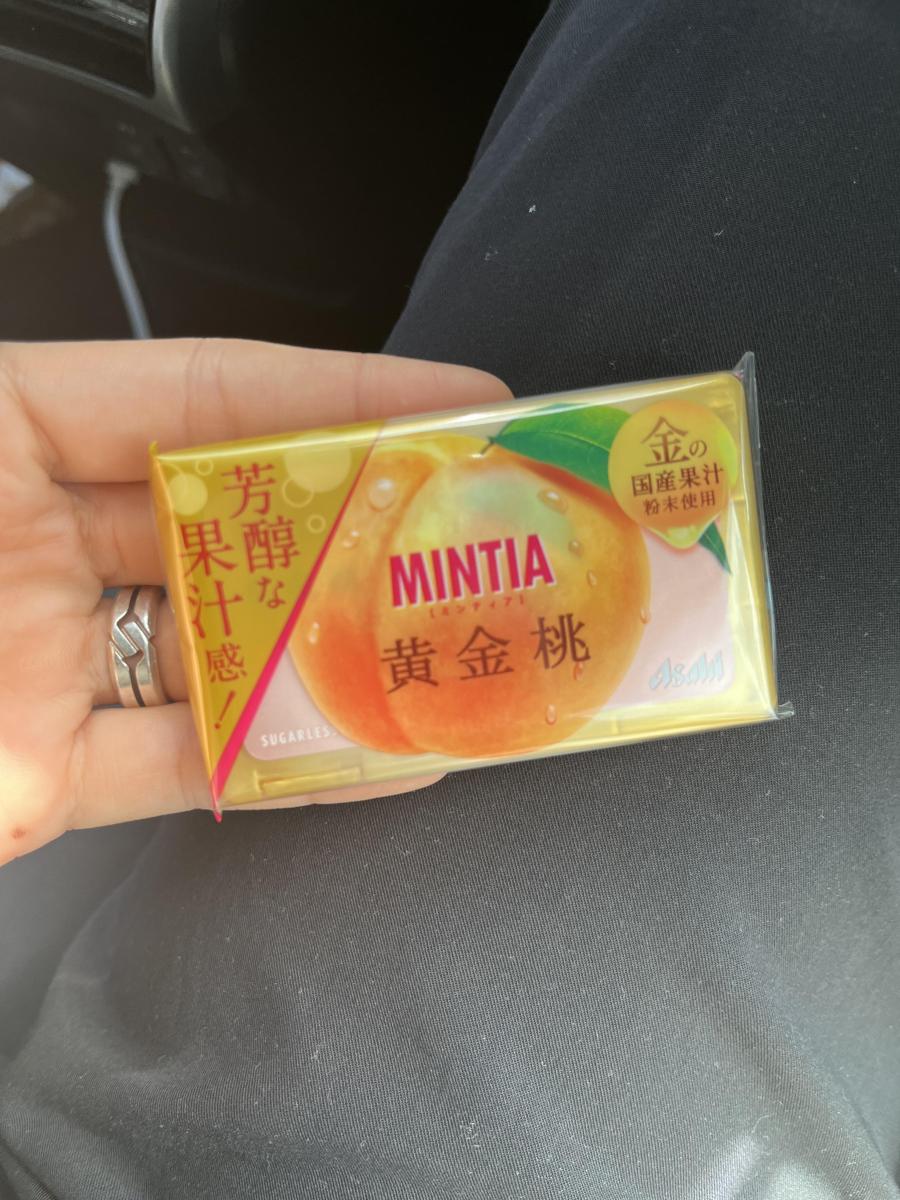 芳醇な
果汁感!
MINTIA
[ミンティア]
黄金桃
金の
国産果汁
粉末使用
Asahi
SUGARLESS